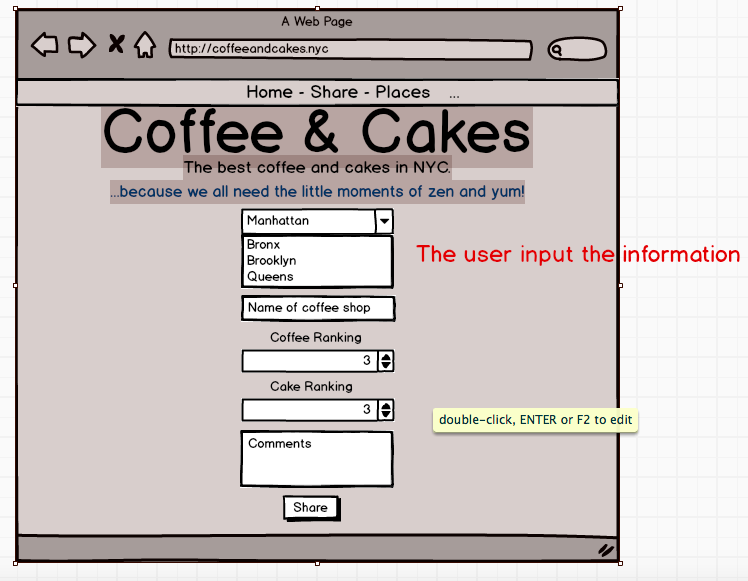 A Web Page
http://coffeeandcakes.nyc
Home - Share - Places ...
Coffee & Cakes
The best coffee and cakes in NYC.
...because we all need the little moments of zen and yum!
Manhattan
Bronx
Brooklyn
Queens
The user input the information
Name of coffee shop
Coffee Ranking
3
Cake Ranking
3
double-click, ENTER or F2 to edit
Comments
Share